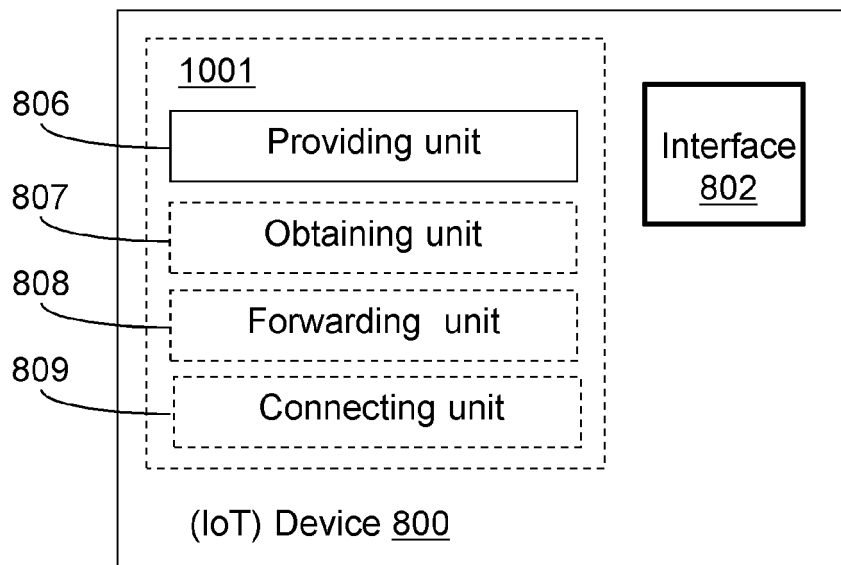 1001
806
Providing unit
Interface
802
807
Obtaining unit
808
Forwarding unit
809
Connecting unit
(IoT) Device 800